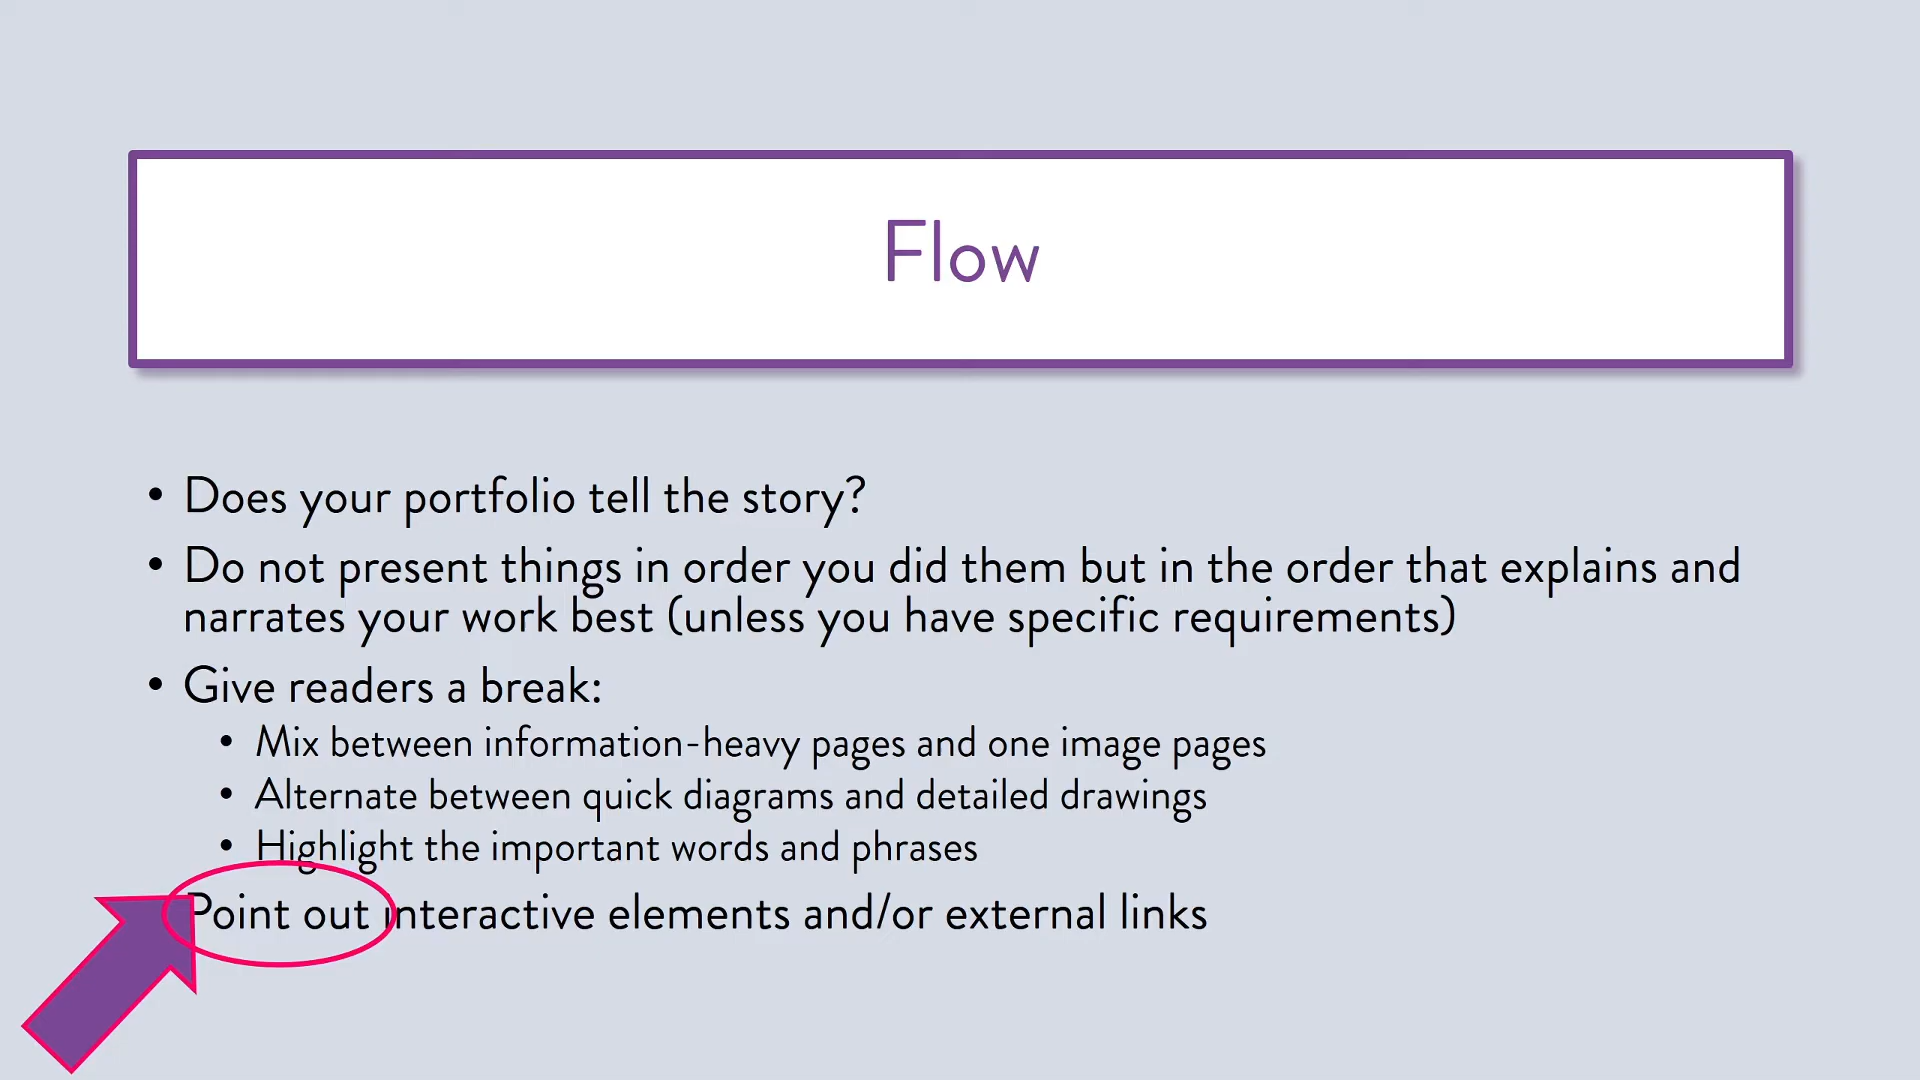 Flow
• Does your portfolio tell the story?
• Do not present things in order you did them but in the order that explains and
narrates your work best (unless you have specific requirements)
• Give readers a break:
• Mix between information-heavy pages and one image pages
• Alternate between quick diagrams and detailed drawings
• Highlight the important words and phrases
Point out interactive elements and/or external links